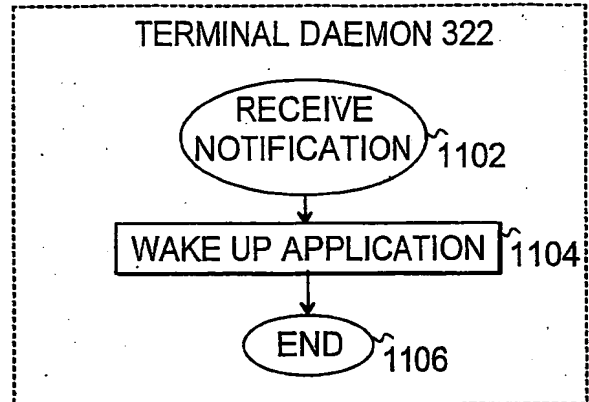 TERMINAL DAEMON 322
RECEIVE
NOTIFICATION
1102
WAKE UP APPLICATION
1104
END
1106